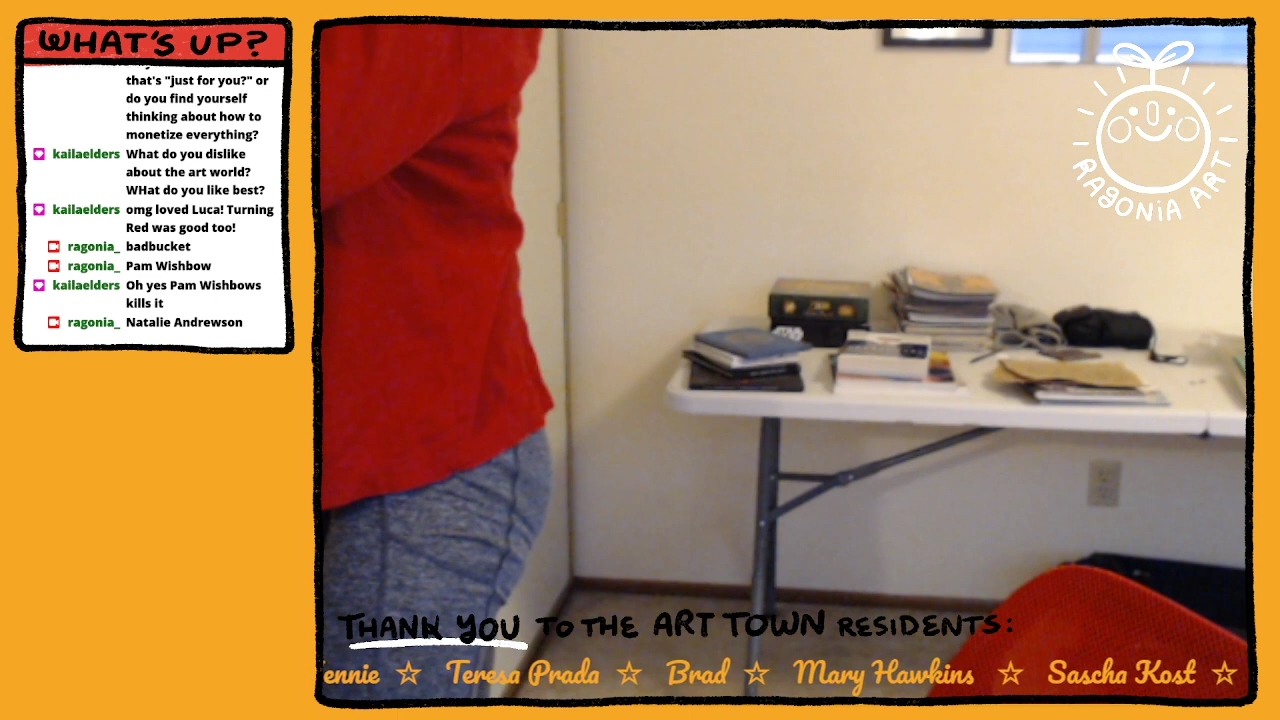 WHAT'S UP?
that's "just for you?" or
do you find yourself
thinking about how to
monetize everything?
kailaelders What do you dislike
about the art world?
WHat do you like best?
kailaelders omg loved Luca! Turning
Red was good too!
ragonia_ badbucket
ragonia_ Pam Wishbow
kailaelders Oh yes Pam Wishbows
kills it
ragonia_ Natalie Andrewson
RAGONIA ART
STAR WARS
THANK YOU TO THE ART TOWN RESIDENTS:
ennie ☆ Teresa Prada ☆ Brad ☆ Mary Hawkins ☆ Sascha Kost ☆